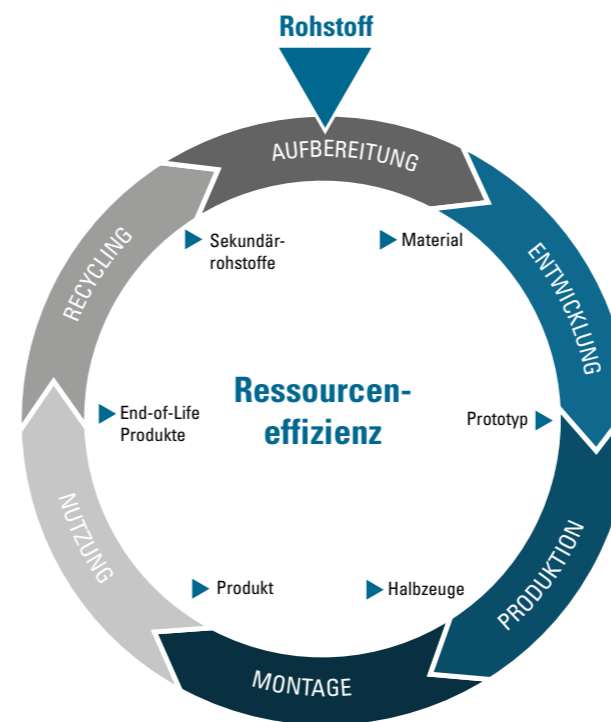 Rohstoff
AUFBEREITUNG
ENTWICKLUNG
PRODUKTION
MONTAGE
NUTZUNG
RECYCLING
Sekundär-
rohstoffe
Material
End-of-Life
Produkte
Ressourcen-
effizienz
Prototyp
Produkt
Halbzeuge